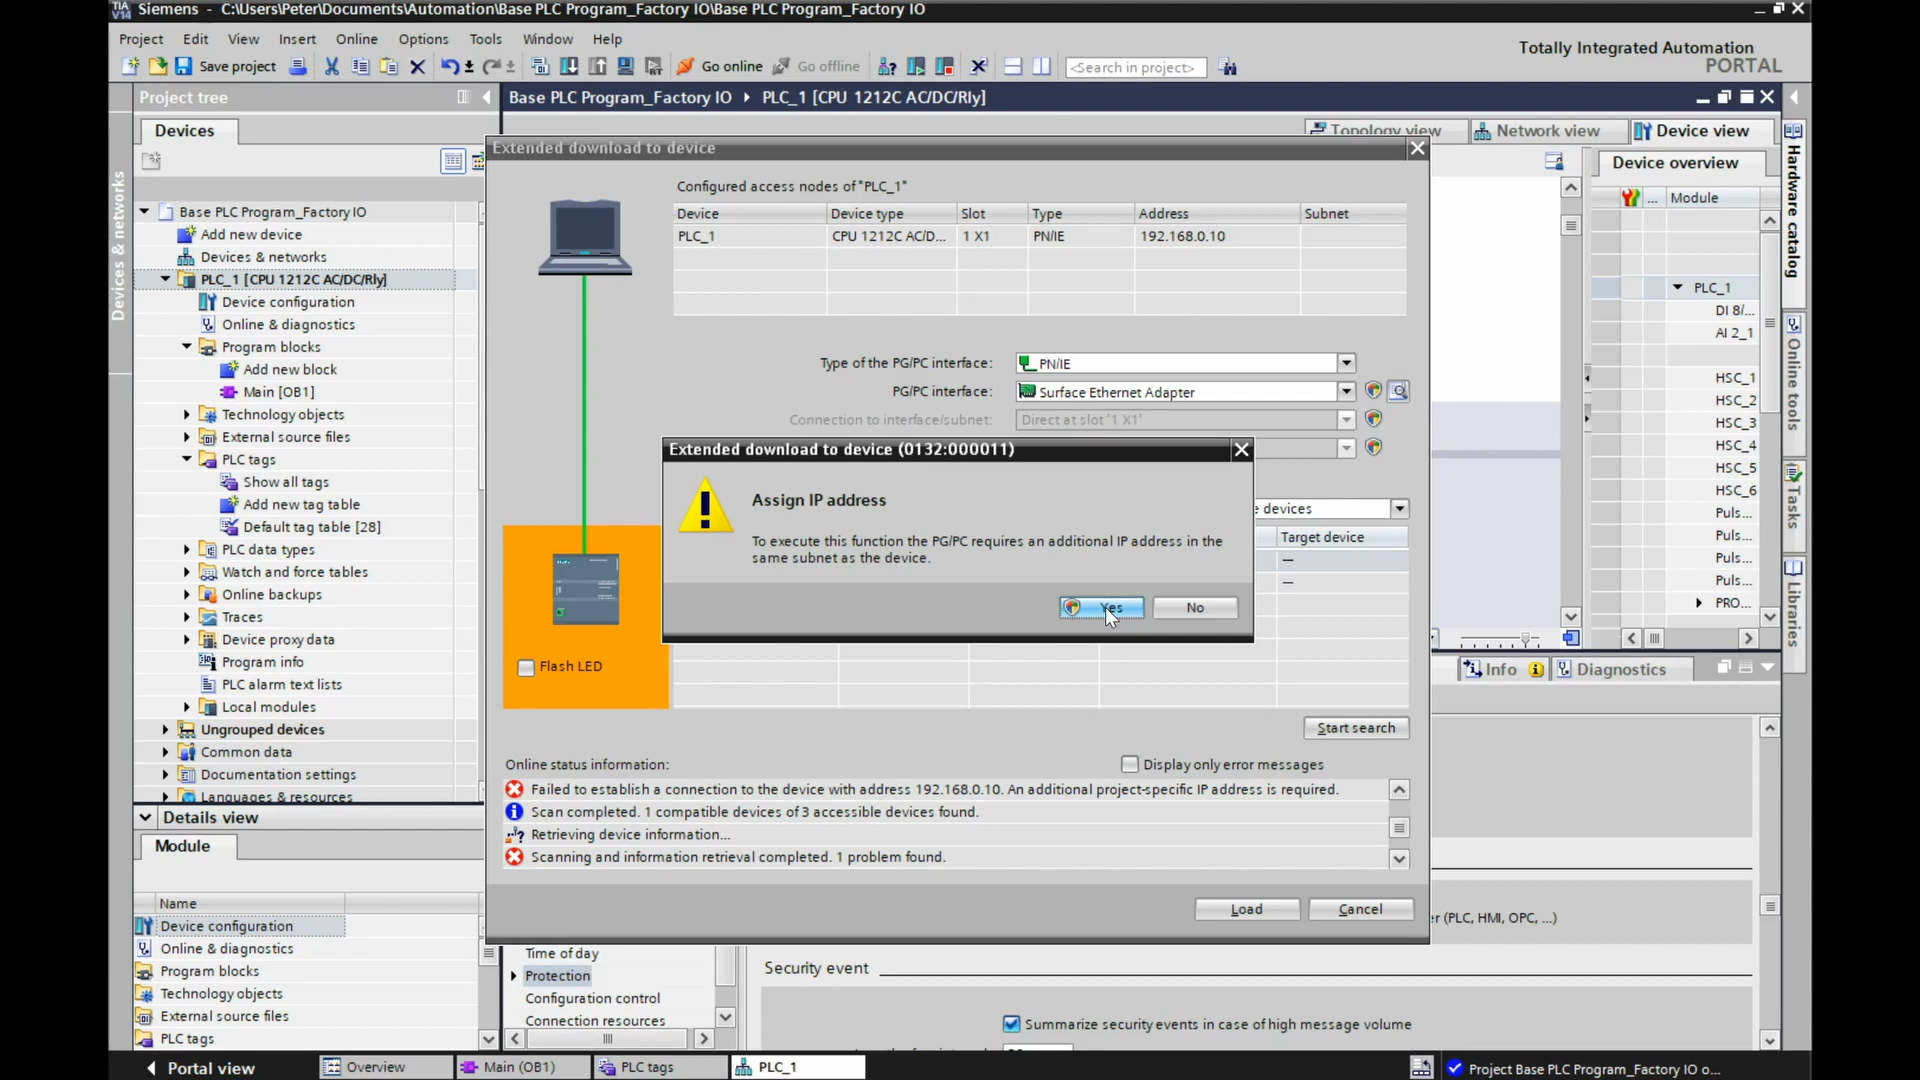 TIA
V14
Siemens - C:\Users\Peter\Documents\Automation\Base PLC Program_Factory IO\Base PLC Program_Factory IO
Project Edit View Insert Online Options Tools Window Help
Totally Integrated Automation
PORTAL
Save project
Go online
Go offline
<Search in project>
Project tree
Base PLC Program_Factory IO PLC_1 [CPU 1212C AC/DC/Rly]
Devices
Topology view
Network view
Device view
Devices & networks
Base PLC Program_Factory IO
Add new device
Devices & networks
PLC_1 [CPU 1212C AC/DC/Rly]
Device configuration
Online & diagnostics
Program blocks
Add new block
Main [OB1]
Technology objects
External source files
PLC tags
Show all tags
Add new tag table
Default tag table [28]
PLC data types
Watch and force tables
Online backups
Traces
Device proxy data
Program info
PLC alarm text lists
Local modules
Ungrouped devices
Common data
Documentation settings
Languages & resources
Details view
Module
Name
Device configuration
Online & diagnostics
Program blocks
Technology objects
External source files
PLC tags
Extended download to device
Configured access nodes of "PLC_1"
Device Device type Slot Type Address Subnet
PLC_1 CPU 1212C AC/D... 1 X1 PN/IE 192.168.0.10
Type of the PG/PC interface: PN/IE
PG/PC interface: Surface Ethernet Adapter
Connection to interface/subnet: Direct at slot '1 X1'
Extended download to device (0132:000011)
Assign IP address
To execute this function the PG/PC requires an additional IP address in the
same subnet as the device.
Yes No
e devices
Target device
—
—
Flash LED
Start search
Online status information:
Display only error messages
Failed to establish a connection to the device with address 192.168.0.10. An additional project-specific IP address is required.
Scan completed. 1 compatible devices of 3 accessible devices found.
Retrieving device information...
Scanning and information retrieval completed. 1 problem found.
Load Cancel
Device overview
... Module
PLC_1
DI 8/...
AI 2_1
HSC_1
HSC_2
HSC_3
HSC_4
HSC_5
HSC_6
Puls...
Puls...
Puls...
Puls...
PRO...
Hardware catalog
Online tools
Tasks
Libraries
Info
Diagnostics
r (PLC, HMI, OPC, ...)
Time of day
Protection
Configuration control
Connection resources
Security event
Summarize security events in case of high message volume
Portal view
Overview
Main (OB1)
PLC tags
PLC_1
Project Base PLC Program_Factory IO o...